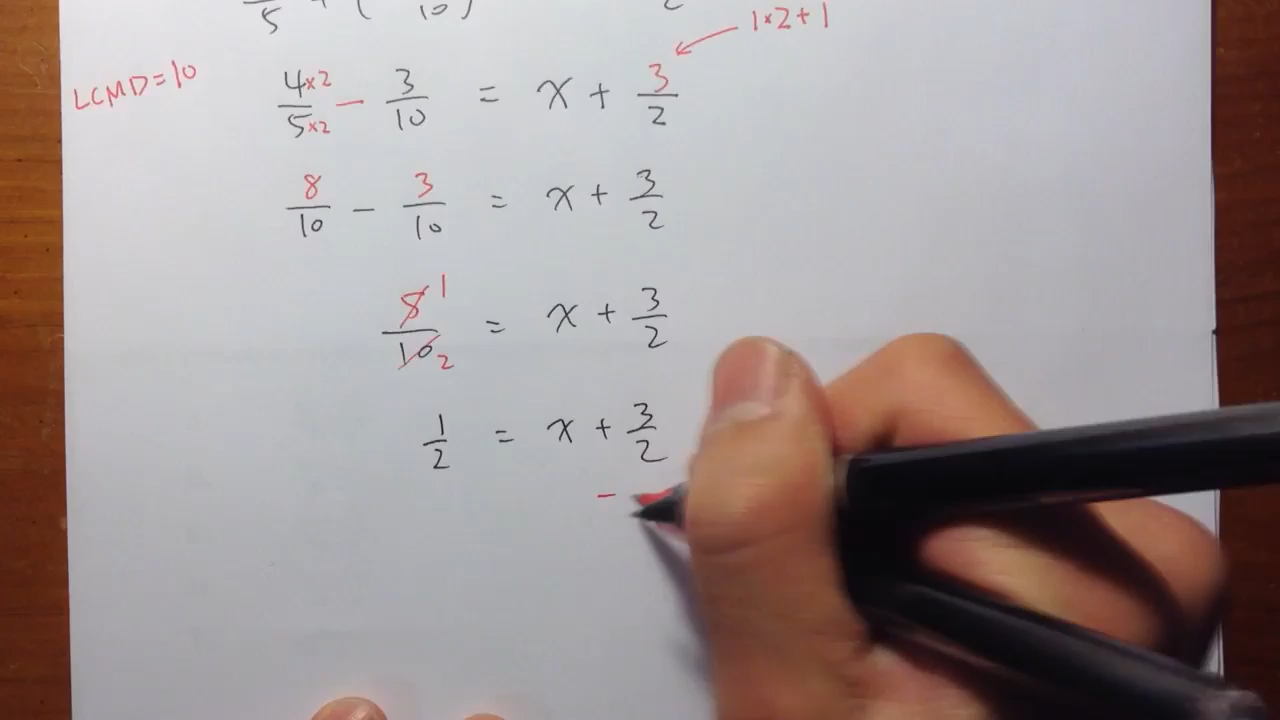 1×2+1
LCMD=10
4×2/5×2 − 3/10 = x + 3/2
8/10 − 3/10 = x + 3/2
5 1/10 2 = x + 3/2
1/2 = x + 3/2
−